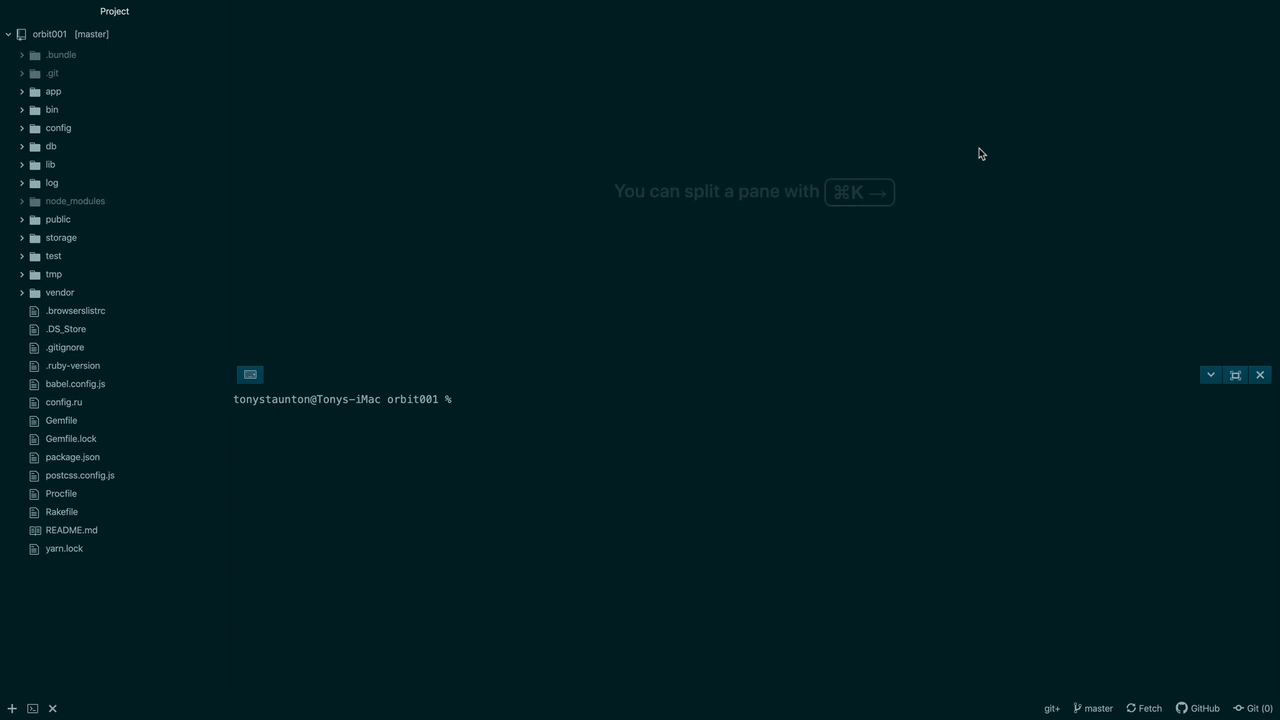 Project
orbit001 [master]
.bundle
.git
app
bin
config
db
lib
log
node_modules
public
storage
test
tmp
vendor
.browserslistrc
.DS_Store
.gitignore
.ruby-version
babel.config.js
config.ru
Gemfile
Gemfile.lock
package.json
postcss.config.js
Procfile
Rakefile
README.md
yarn.lock
You can split a pane with ⌘K →
tonystaunton@Tonys-iMac orbit001 %
git+ master Fetch GitHub Git (0)